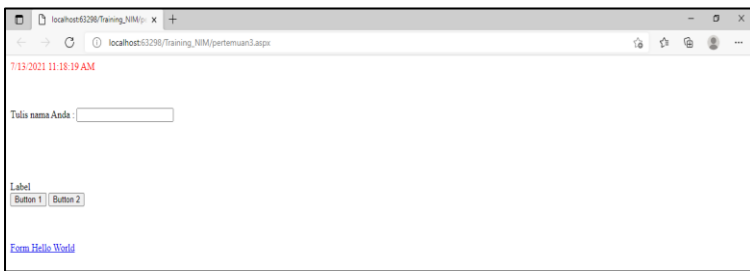 localhost:63298/Training_NIM/p
localhost:63298/Training_NIM/pertemuan3.aspx
7/13/2021 11:18:19 AM
Tulis nama Anda :
Label
Button 1 Button 2
Form Hello World